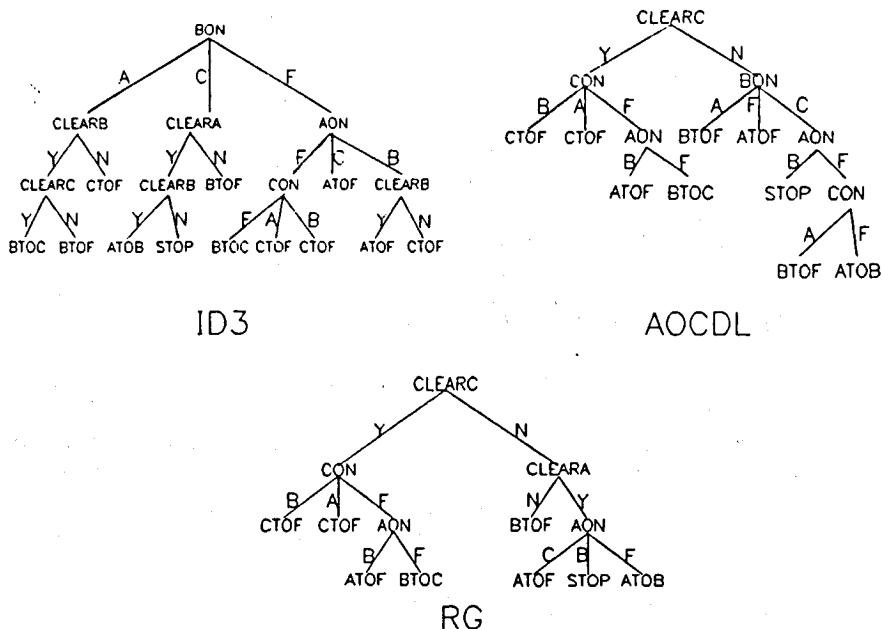 BON
A C F
CLEARB CLEARA AON
Y N Y N F C B
CLEARC CTOF CLEARB BTOF CON ATOF CLEARB
Y N Y N F A B Y N
BTOC BTOF ATOB STOP BTOC CTOF CTOF ATOF CTOF
ID3
CLEARC
Y N
CON BON
B A F A F C
CTOF CTOF AON BTOF ATOF AON
B F B F
ATOF BTOC STOP CON
A F
BTOF ATOB
AOCDL
CLEARC
Y N
CON CLEARA
B A F N Y
CTOF CTOF AON BTOF AON
B F C B F
ATOF BTOC ATOF STOP ATOB
RG